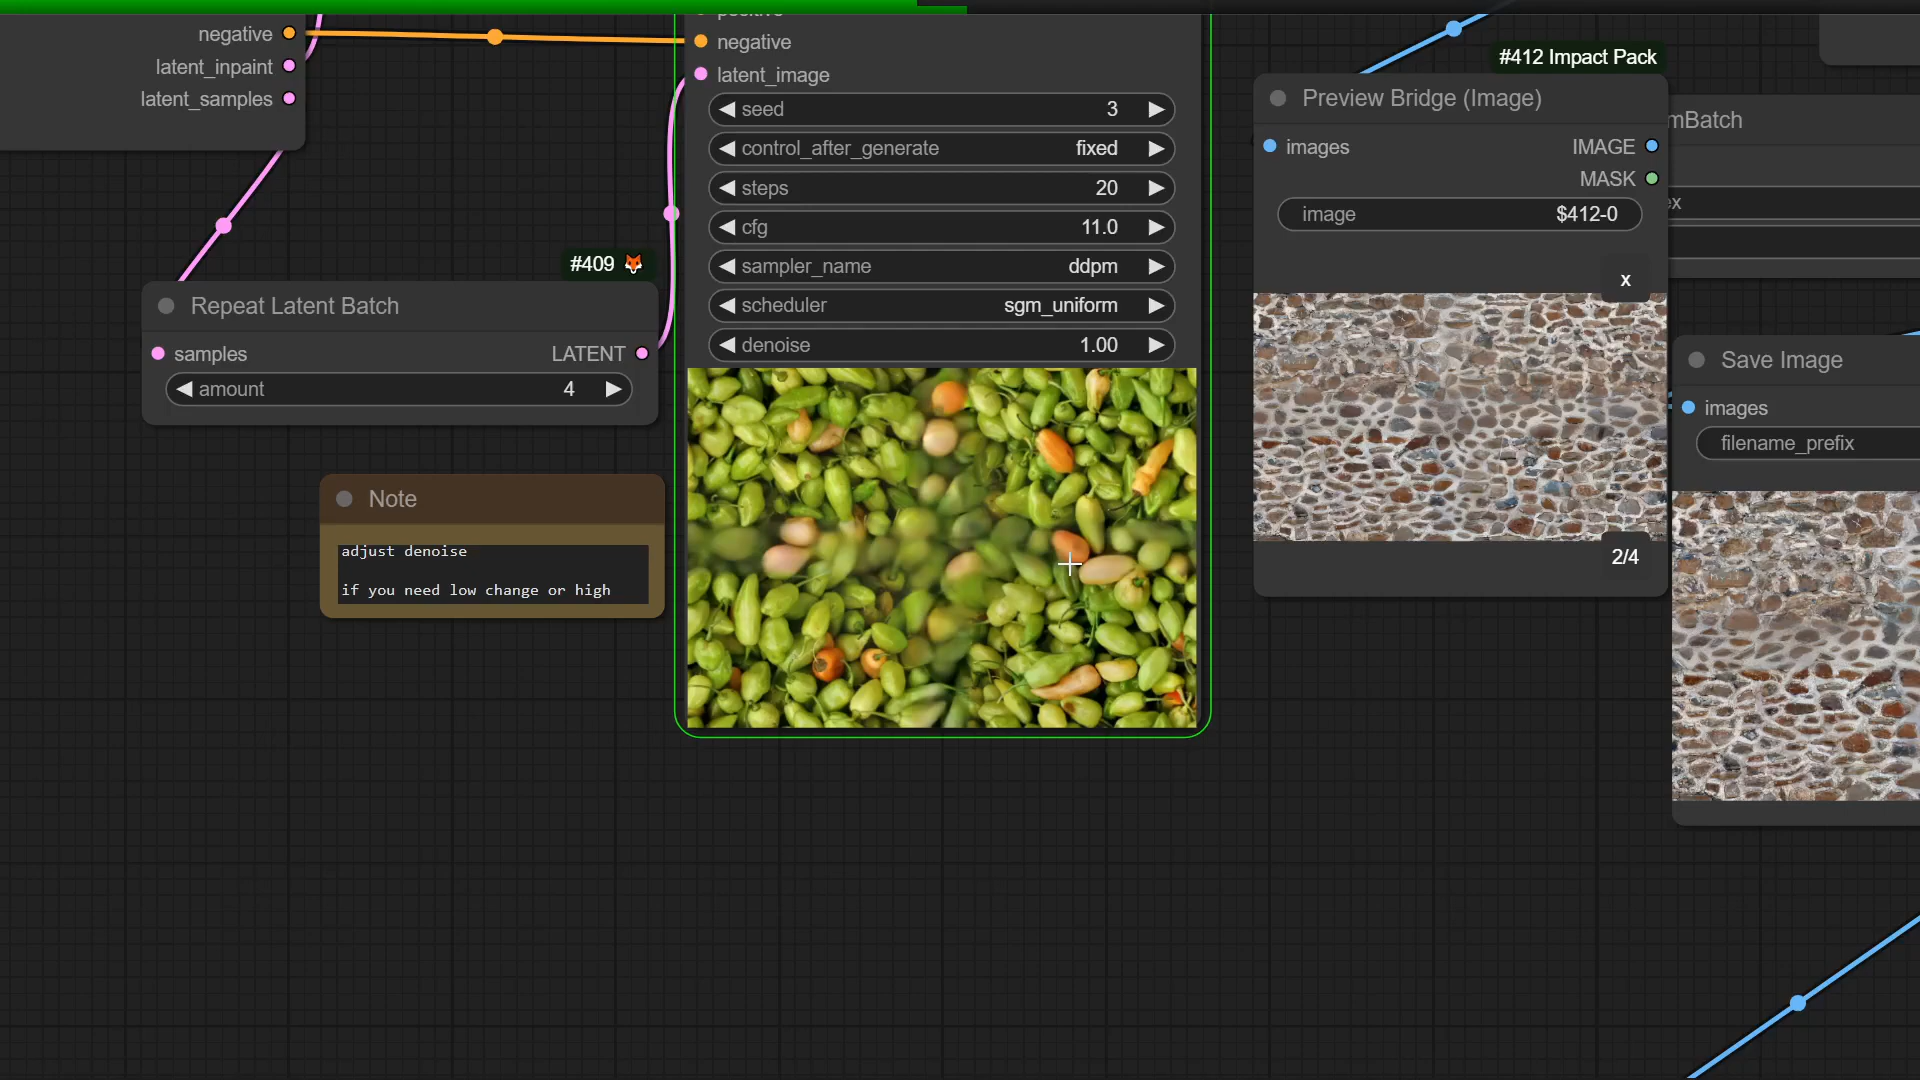 negative
latent_inpaint
latent_samples
negative
latent_image
seed 3
control_after_generate fixed
steps 20
cfg 11.0
sampler_name ddpm
scheduler sgm_uniform
denoise 1.00
#409
Repeat Latent Batch
samples LATENT
amount 4
Note
adjust denoise
if you need low change or high
#412 Impact Pack
Preview Bridge (Image)
images IMAGE
MASK
image $412-0
x
2/4
mBatch
ex
Save Image
images
filename_prefix